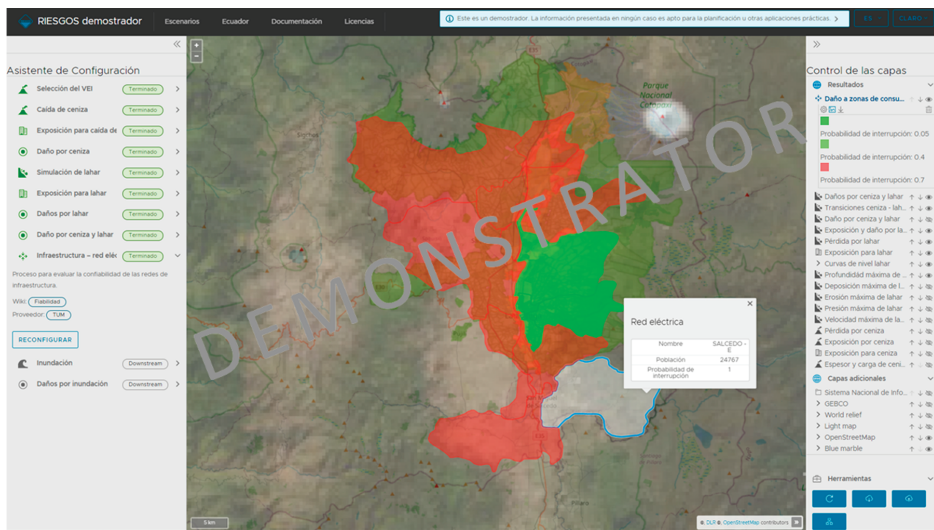 RIESGOS demostrador
Escenarios
Ecuador
Documentación
Licencias
Este es un demostrador. La información presentada en ningún caso es apto para la planificación u otras aplicaciones prácticas.
ES
CLARO
Asistente de Configuración
Selección del VEI Terminado
Caída de ceniza Terminado
Exposición para caída de Terminado
Daño por ceniza Terminado
Simulación de lahar Terminado
Exposición para lahar Terminado
Daños por lahar Terminado
Daño por ceniza y lahar Terminado
Infraestructura – red eléc Terminado
Proceso para evaluar la confiabilidad de las redes de
infraestructura.
Wiki: Fiabilidad
Proveedor: TUM
RECONFIGURAR
Inundación Downstream
Daños por inundación Downstream
+
−
Parque
Nacional
DEMONSTRATOR
Red eléctrica
Nombre SALCEDO -
E
Población 24767
Probabilidad de
interrupción 1
5 km
DLR ©, OpenStreetMap contributors
Control de las capas
Resultados
Daño a zonas de consu...
Probabilidad de interrupción: 0.05
Probabilidad de interrupción: 0.4
Probabilidad de interrupción: 0.7
Daños por ceniza y lahar
Transiciones ceniza - lah...
Daño por ceniza y lahar
Exposición y daño por la...
Pérdida por lahar
Exposición para lahar
Curvas de nivel lahar
Profundidad máxima de ...
Deposición máxima de l...
Erosión máxima de lahar
Presión máxima de lahar
Velocidad máxima de la...
Pérdida por ceniza
Exposición por ceniza
Exposición para ceniza
Espesor y carga de ceni...
Capas adicionales
Sistema Nacional de Info...
GEBCO
World relief
Light map
OpenStreetMap
Blue marble
Herramientas